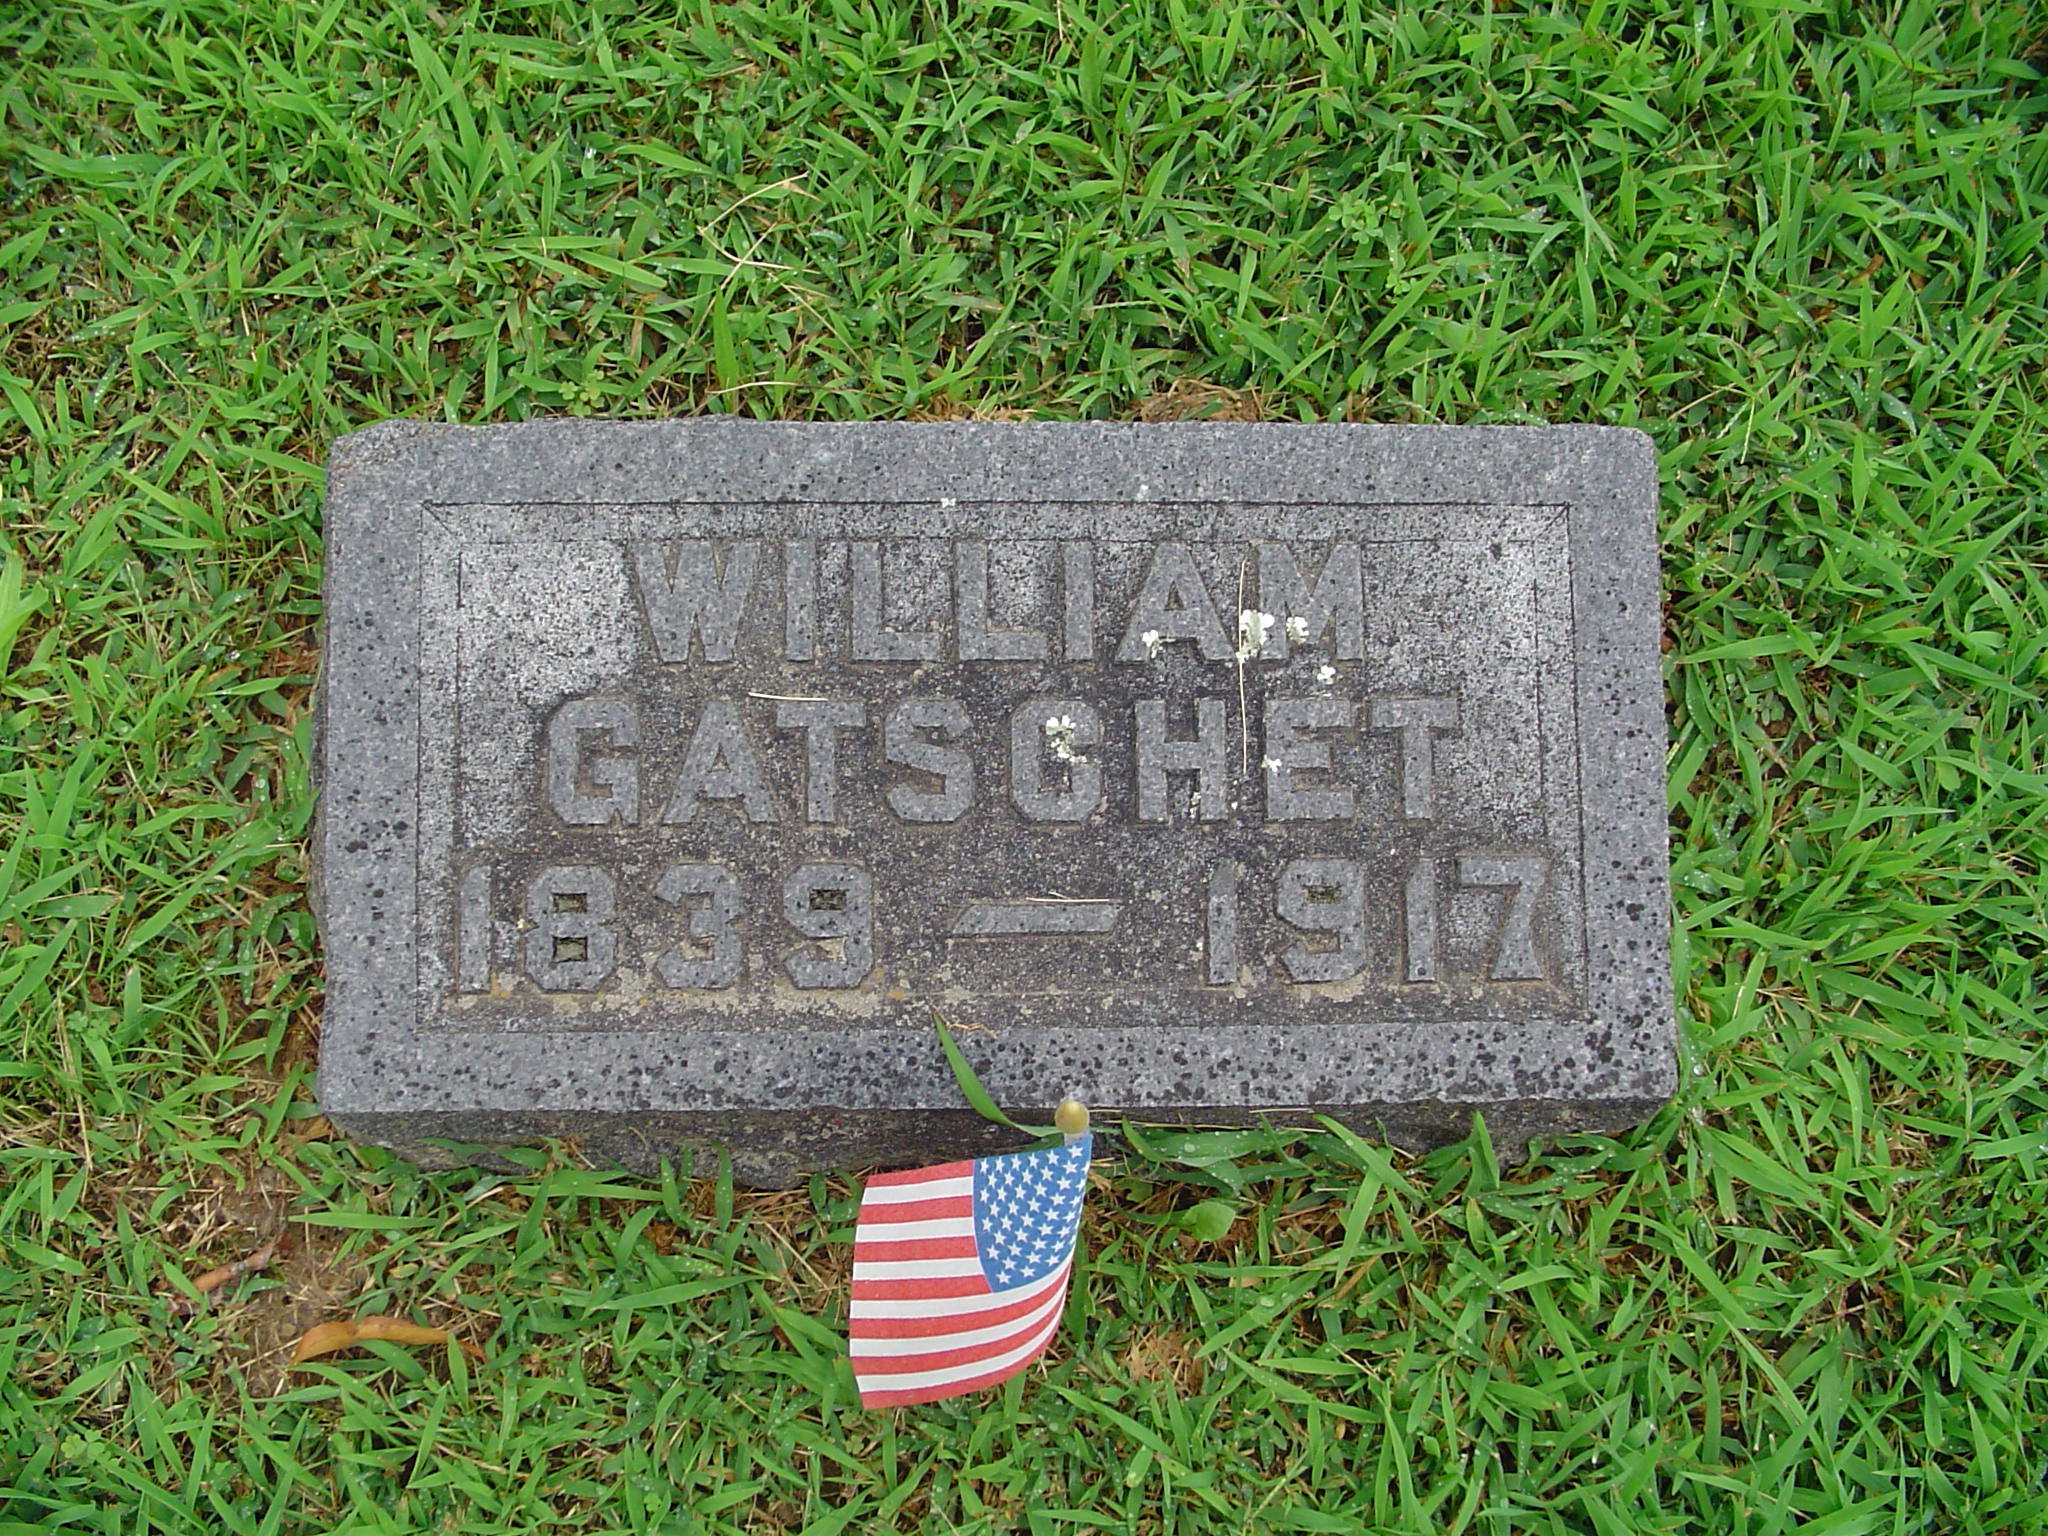 WILLIAM
GATSCHET
1839 — 1917